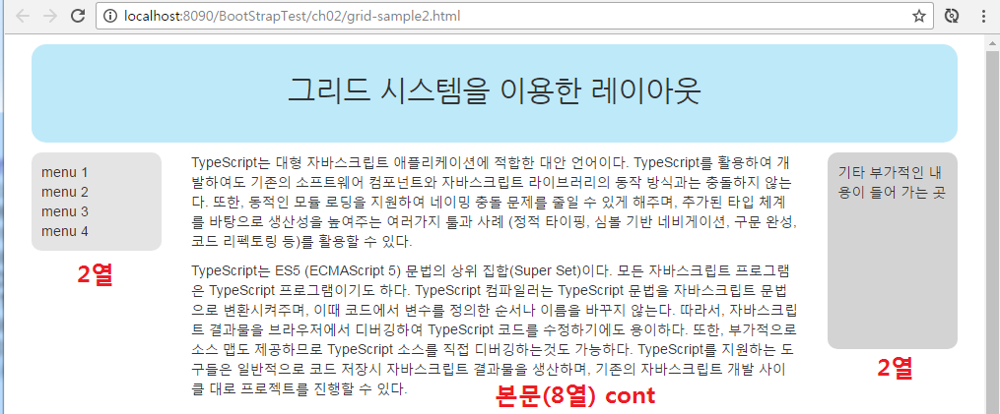 localhost:8090/BootStrapTest/ch02/grid-sample2.html
그리드 시스템을 이용한 레이아웃
menu 1
menu 2
menu 3
menu 4
2열
TypeScript는 대형 자바스크립트 애플리케이션에 적합한 대안 언어이다. TypeScript를 활용하여 개
발하여도 기존의 소프트웨어 컴포넌트와 자바스크립트 라이브러리의 동작 방식과는 충돌하지 않는
다. 또한, 동적인 모듈 로딩을 지원하여 네이밍 충돌 문제를 줄일 수 있게 해주며, 추가된 타입 체계
를 바탕으로 생산성을 높여주는 여러가지 툴과 사례 (정적 타이핑, 심볼 기반 네비게이션, 구문 완성,
코드 리펙토링 등)를 활용할 수 있다.
TypeScript는 ES5 (ECMAScript 5) 문법의 상위 집합(Super Set)이다. 모든 자바스크립트 프로그램
은 TypeScript 프로그램이기도 하다. TypeScript 컴파일러는 TypeScript 문법을 자바스크립트 문법
으로 변환시켜주며, 이때 코드에서 변수를 정의한 순서나 이름을 바꾸지 않는다. 따라서, 자바스크립
트 결과물을 브라우저에서 디버깅하여 TypeScript 코드를 수정하기에도 용이하다. 또한, 부가적으로
소스 맵도 제공하므로 TypeScript 소스를 직접 디버깅하는것도 가능하다. TypeScript를 지원하는 도
구들은 일반적으로 코드 저장시 자바스크립트 결과물을 생산하며, 기존의 자바스크립트 개발 사이
클 대로 프로젝트를 진행할 수 있다.
본문(8열) cont
기타 부가적인 내
용이 들어 가는 곳
2열